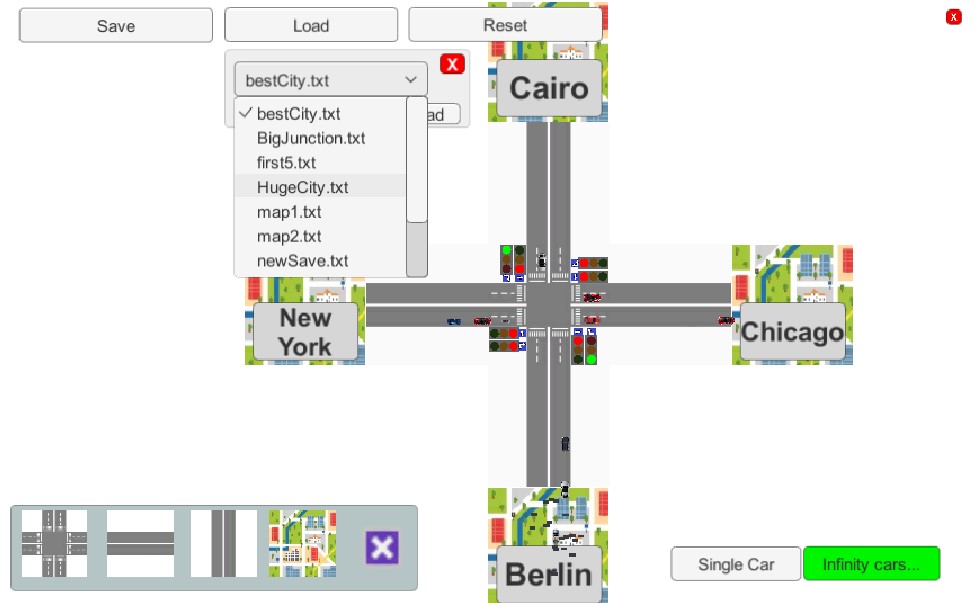 Save
Load
Reset
X
bestCity.txt
X
ad
bestCity.txt
BigJunction.txt
first5.txt
HugeCity.txt
map1.txt
map2.txt
newSave.txt
Cairo
New
York
Chicago
Berlin
Single Car
Infinity cars...